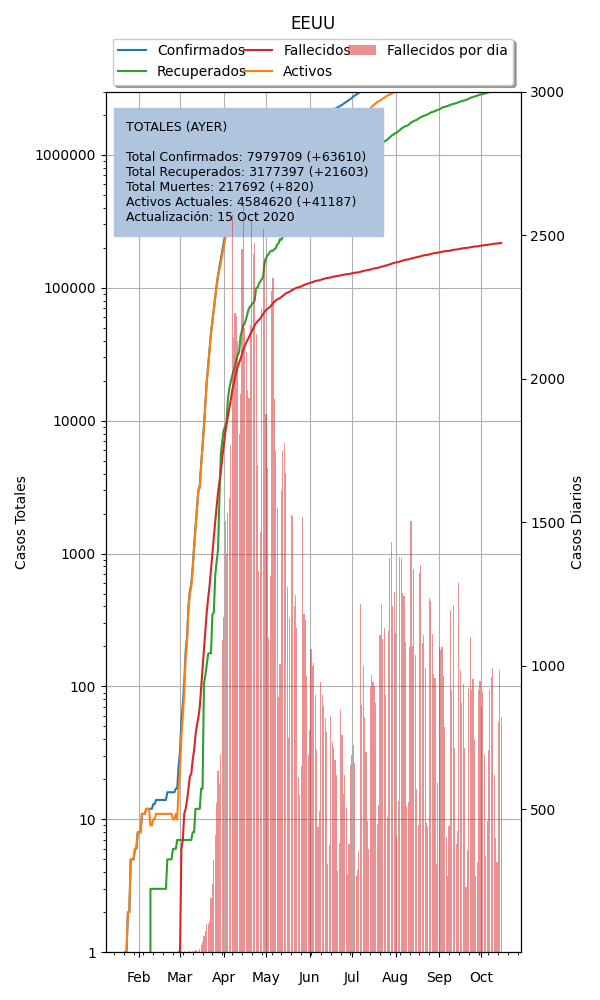 EEUU
Confirmados
Recuperados
Fallecidos
Activos
Fallecidos por dia
TOTALES (AYER)
Total Confirmados: 7979709 (+63610)
Total Recuperados: 3177397 (+21603)
Total Muertes: 217692 (+820)
Activos Actuales: 4584620 (+41187)
Actualización: 15 Oct 2020
Casos Totales
1000000
100000
10000
1000
100
10
1
3000
2500
2000
1500
1000
500
Casos Diarios
Feb Mar Apr May Jun Jul Aug Sep Oct